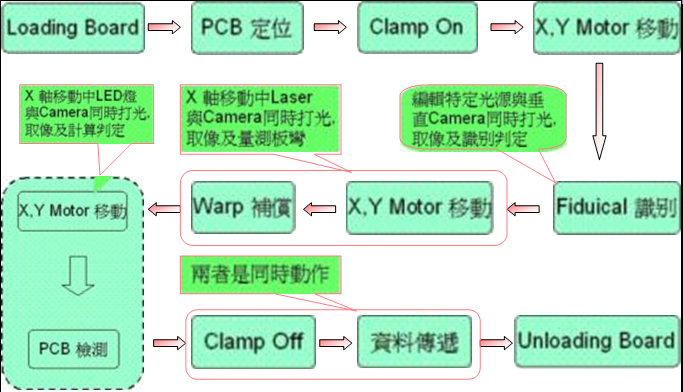 Loading Board
PCB 定位
Clamp On
X,Y Motor 移動
X 軸移動中LED燈
與Camera同時打光,
取像及計算判定
X 軸移動中Laser
與Camera同時打光,
取像及量測板彎
編輯特定光源與垂
直Camera同時打光,
取像及識別判定
Fiduical 識別
X,Y Motor 移動
Warp 補償
X,Y Motor 移動
PCB 檢測
兩者是同時動作
Clamp Off
資料傳遞
Unloading Board